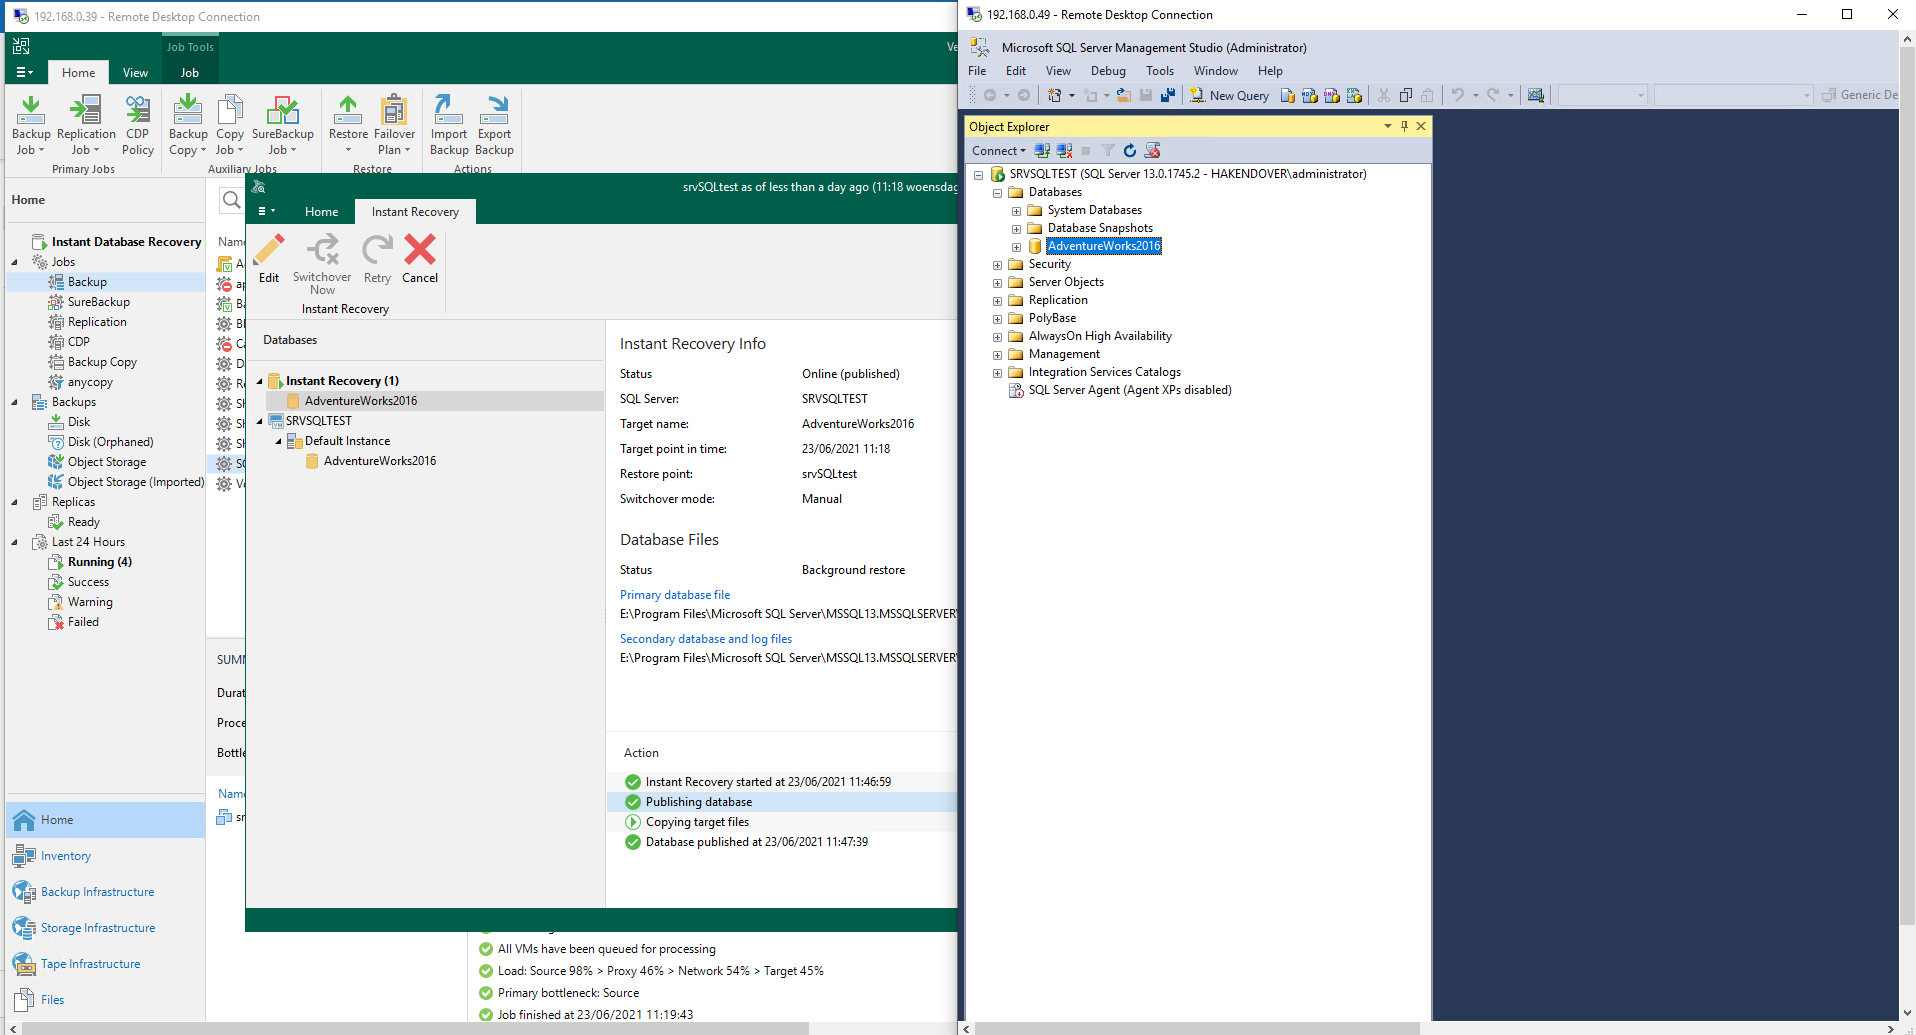 192.168.0.39 - Remote Desktop Connection
Job Tools
Home
View
Job
Backup Job
Replication Job
CDP Policy
Backup Copy
Copy Job
SureBackup Job
Restore
Failover Plan
Import Backup
Export Backup
Primary Jobs
Auxiliary Jobs
Restore
Actions
Home
Instant Database Recovery
Jobs
Backup
SureBackup
Replication
CDP
Backup Copy
anycopy
Backups
Disk
Disk (Orphaned)
Object Storage
Object Storage (Imported)
Replicas
Ready
Last 24 Hours
Running (4)
Success
Warning
Failed
Home
Inventory
Backup Infrastructure
Storage Infrastructure
Tape Infrastructure
Files
srvSQLtest as of less than a day ago (11:18 woensdag
Home
Instant Recovery
Edit
Switchover Now
Retry
Cancel
Instant Recovery
Databases
Instant Recovery (1)
AdventureWorks2016
SRVSQLTEST
Default Instance
AdventureWorks2016
Instant Recovery Info
Status Online (published)
SQL Server: SRVSQLTEST
Target name: AdventureWorks2016
Target point in time: 23/06/2021 11:18
Restore point: srvSQLtest
Switchover mode: Manual
Database Files
Status Background restore
Primary database file
E:\Program Files\Microsoft SQL Server\MSSQL13.MSSQLSERVER\
Secondary database and log files
E:\Program Files\Microsoft SQL Server\MSSQL13.MSSQLSERVER\
Action
Instant Recovery started at 23/06/2021 11:46:59
Publishing database
Copying target files
Database published at 23/06/2021 11:47:39
All VMs have been queued for processing
Load: Source 98% > Proxy 46% > Network 54% > Target 45%
Primary bottleneck: Source
Job finished at 23/06/2021 11:19:43
192.168.0.49 - Remote Desktop Connection
Microsoft SQL Server Management Studio (Administrator)
File Edit View Debug Tools Window Help
New Query
Generic De
Object Explorer
Connect
SRVSQLTEST (SQL Server 13.0.1745.2 - HAKENDOVER\administrator)
Databases
System Databases
Database Snapshots
AdventureWorks2016
Security
Server Objects
Replication
PolyBase
AlwaysOn High Availability
Management
Integration Services Catalogs
SQL Server Agent (Agent XPs disabled)